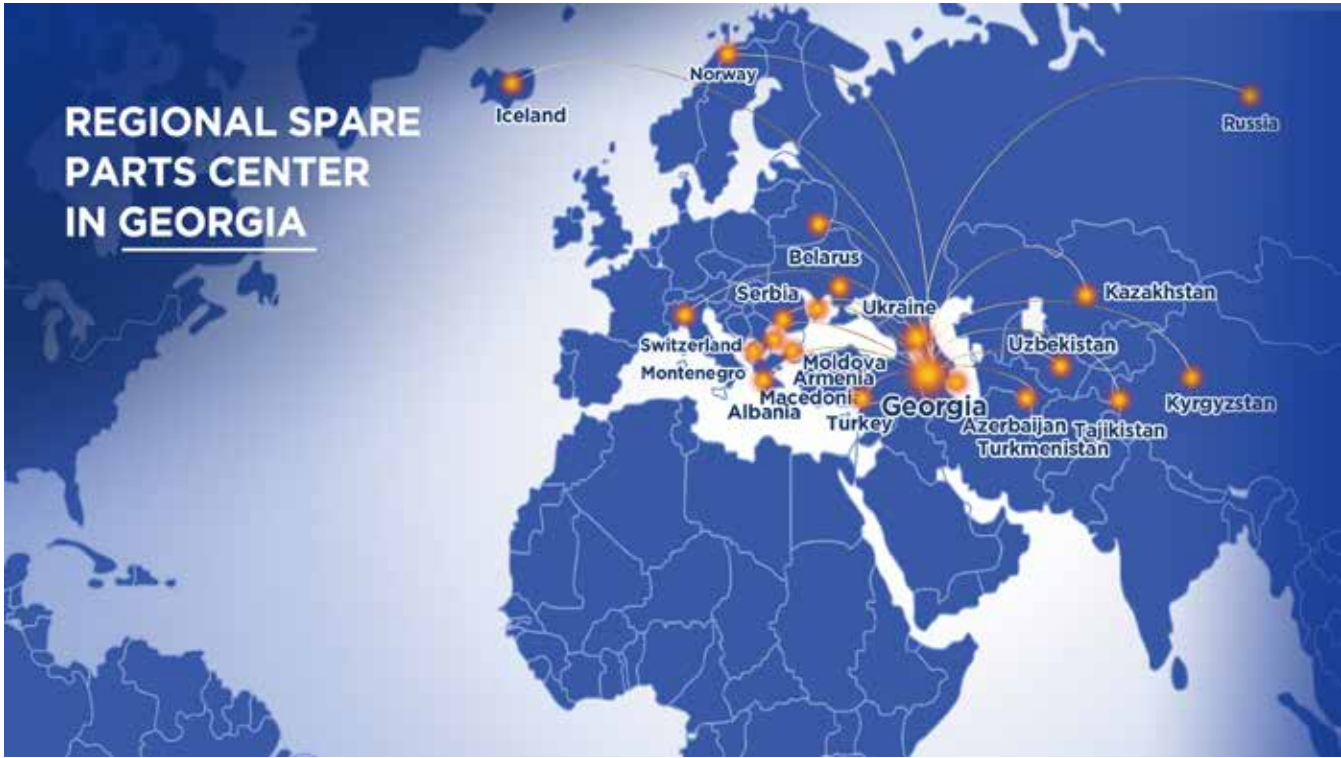 REGIONAL SPARE
PARTS CENTER
IN GEORGIA
Norway
Iceland
Russia
Belarus
Serbia
Ukraine
Kazakhstan
Switzerland
Moldova
Uzbekistan
Montenegro
Armenia
Macedonia
Albania
Turkey
Georgia
Azerbaijan
Tajikistan
Kyrgyzstan
Turkmenistan